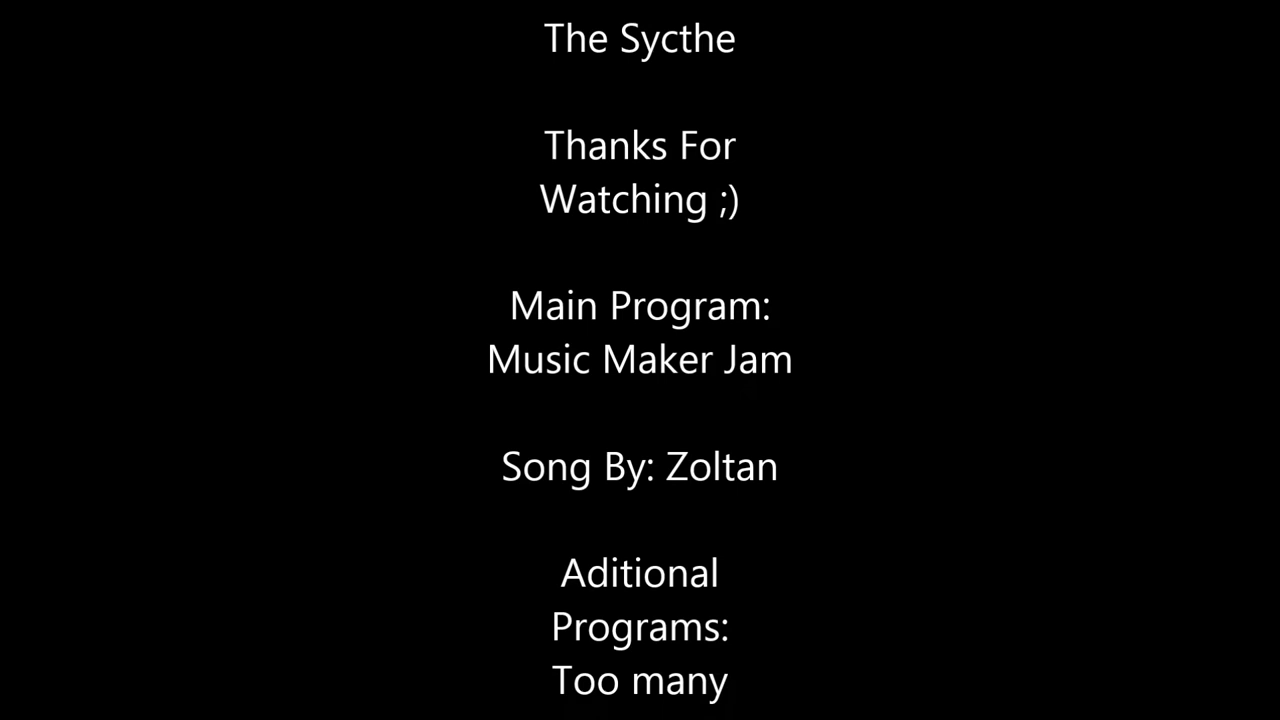 The Sycthe
Thanks For
Watching ;)
Main Program:
Music Maker Jam
Song By: Zoltan
Aditional
Programs:
Too many